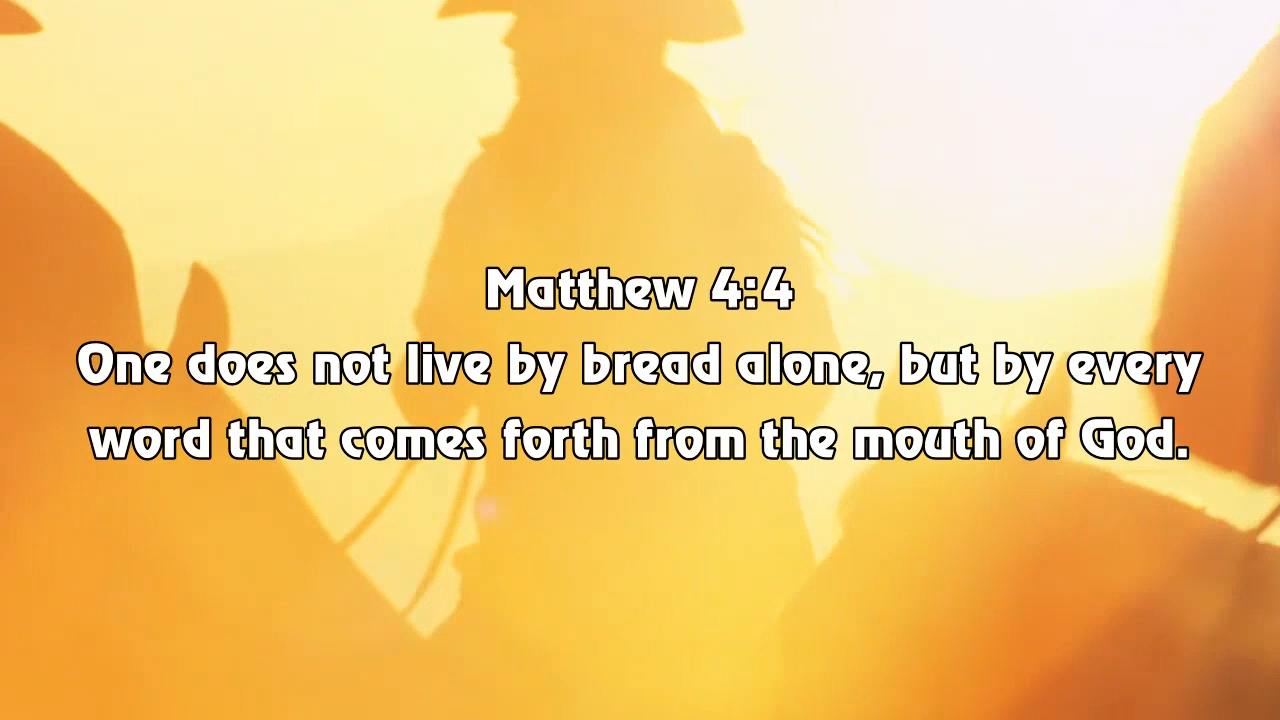 Matthew 4:4
One does not live by bread alone, but by every
word that comes forth from the mouth of God.